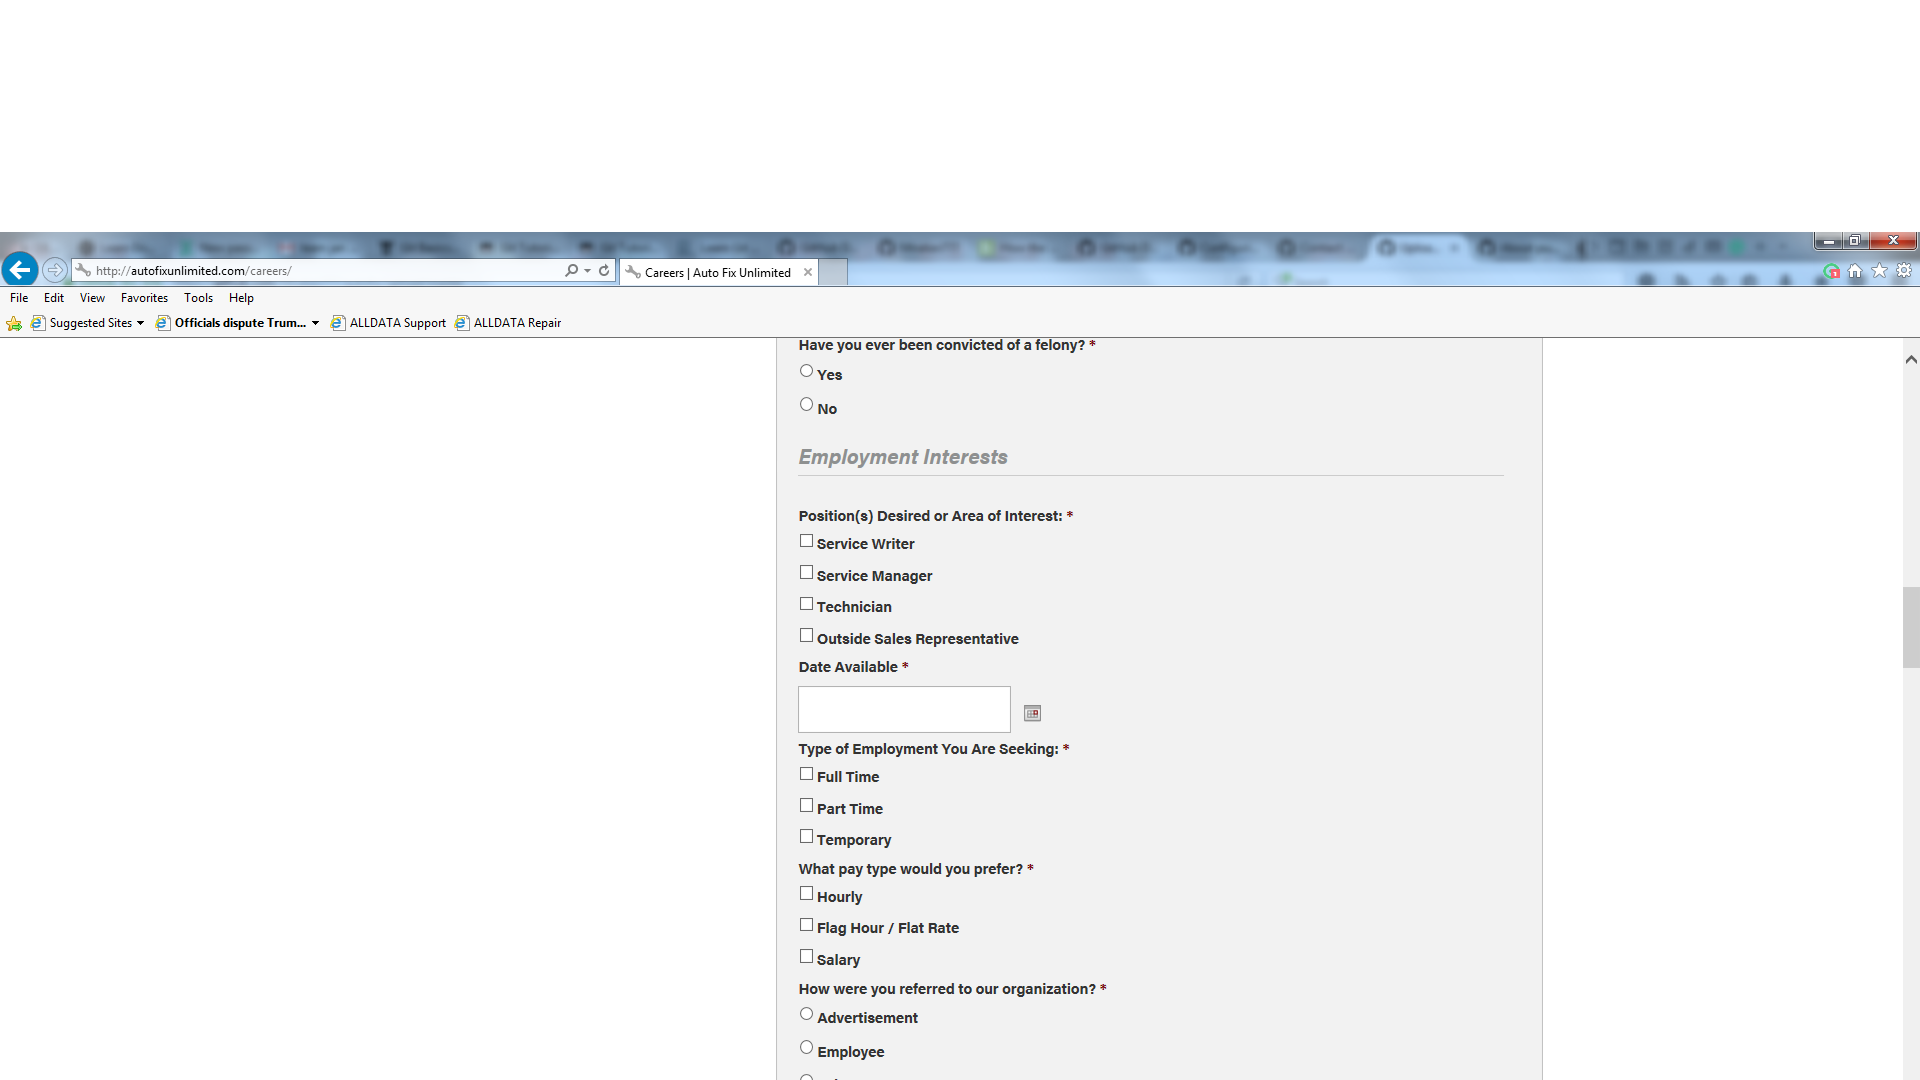 http://autofixunlimited.com/careers/
Careers | Auto Fix Unlimited
File Edit View Favorites Tools Help
Suggested Sites Officials dispute Trum... ALLDATA Support ALLDATA Repair
Have you ever been convicted of a felony? *
Yes
No
Employment Interests
Position(s) Desired or Area of Interest: *
Service Writer
Service Manager
Technician
Outside Sales Representative
Date Available *
Type of Employment You Are Seeking: *
Full Time
Part Time
Temporary
What pay type would you prefer? *
Hourly
Flag Hour / Flat Rate
Salary
How were you referred to our organization? *
Advertisement
Employee